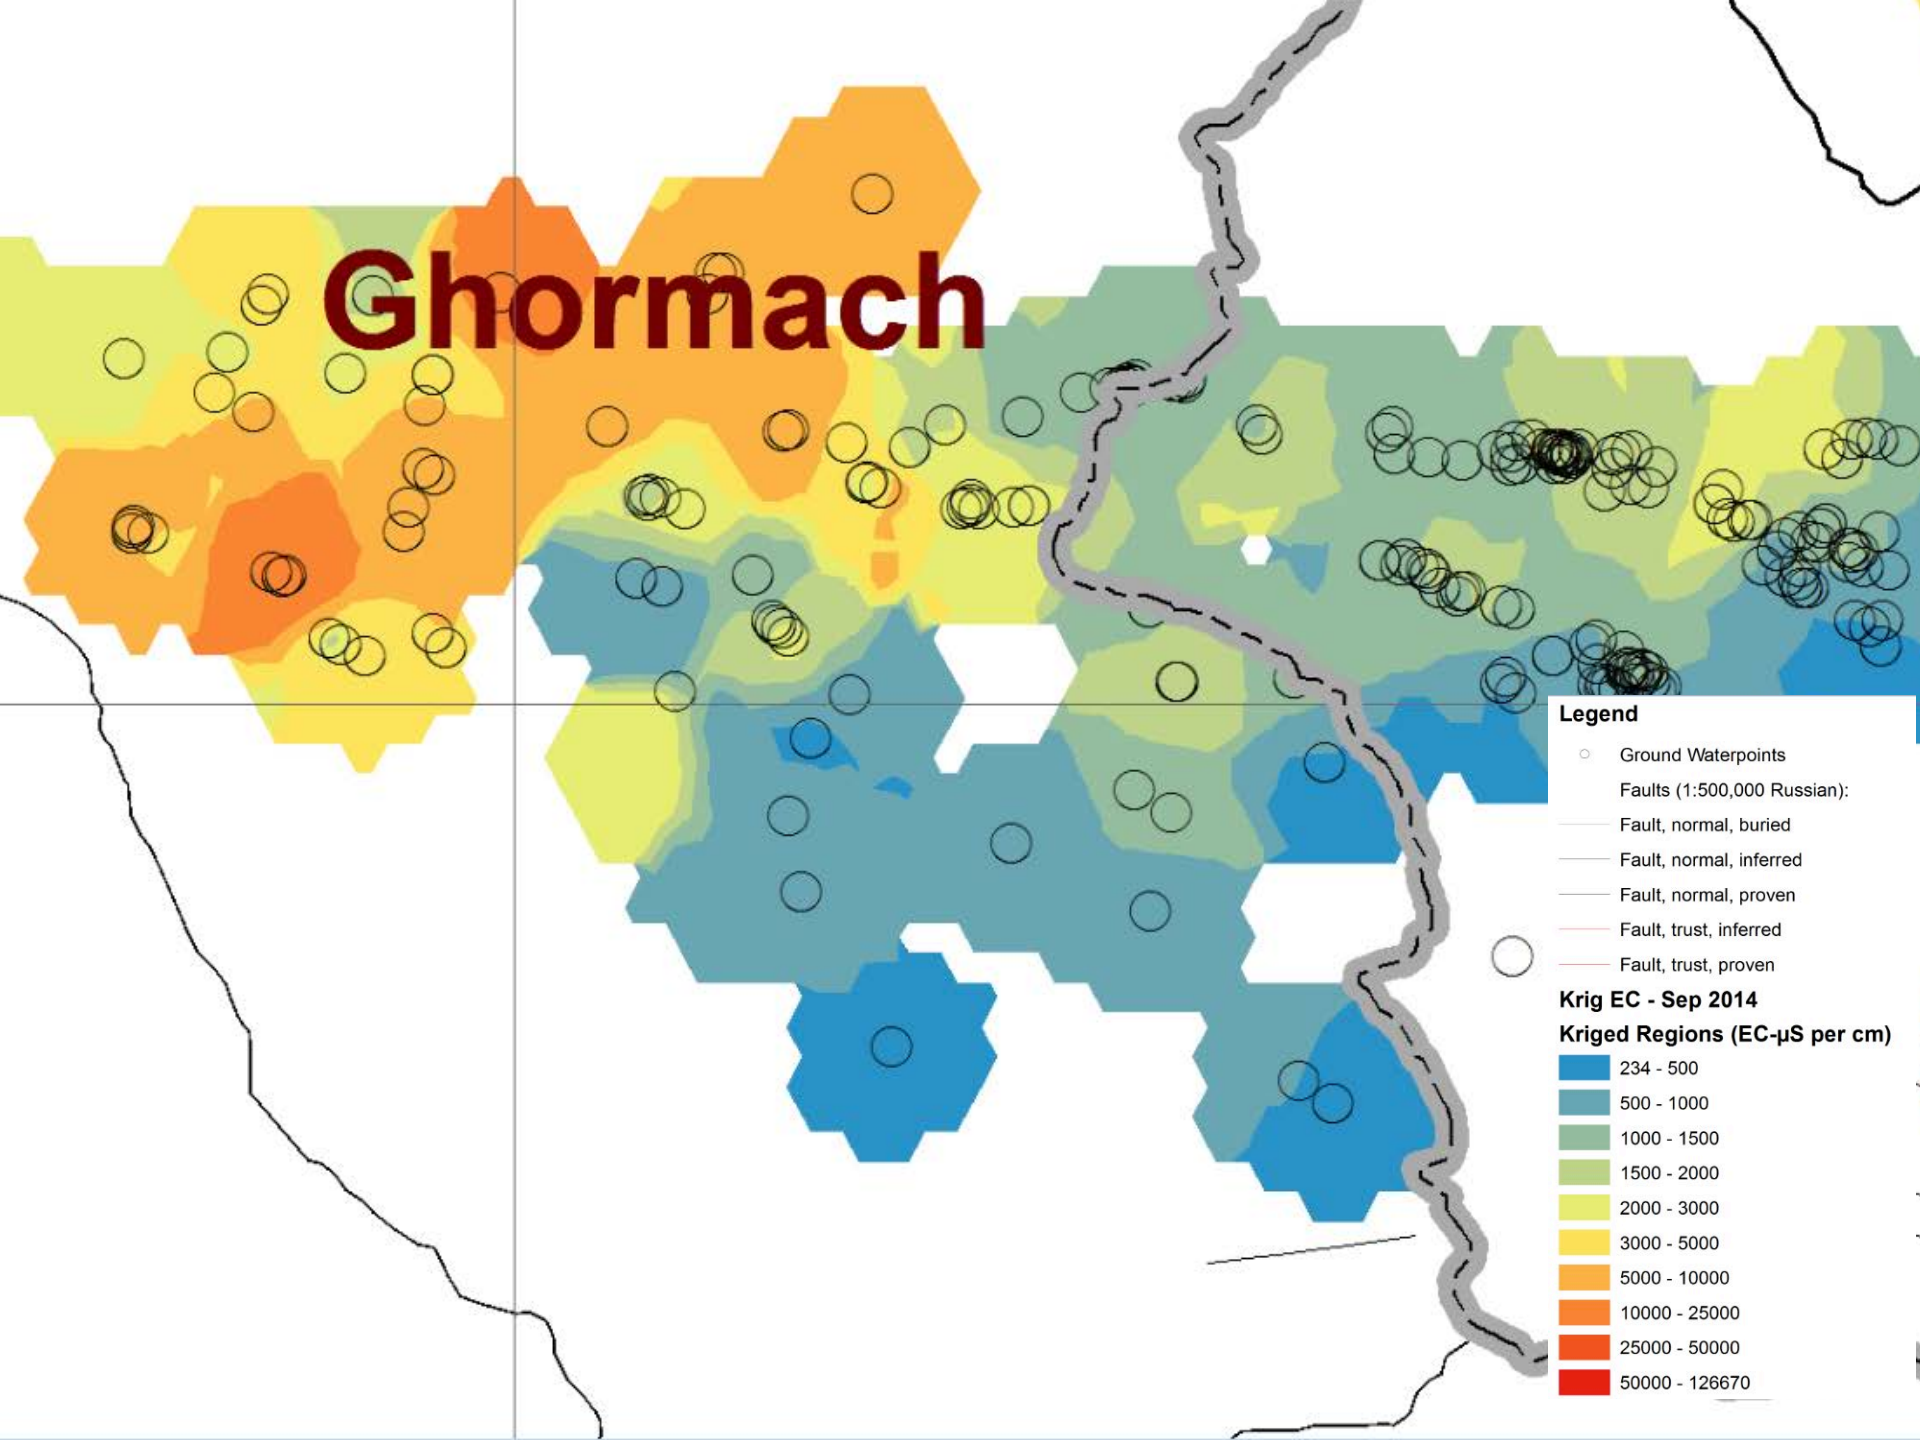 Ghormach
Legend
Ground Waterpoints
Faults (1:500,000 Russian):
Fault, normal, buried
Fault, normal, inferred
Fault, normal, proven
Fault, trust, inferred
Fault, trust, proven
Krig EC - Sep 2014
Kriged Regions (EC-µS per cm)
234 - 500
500 - 1000
1000 - 1500
1500 - 2000
2000 - 3000
3000 - 5000
5000 - 10000
10000 - 25000
25000 - 50000
50000 - 126670